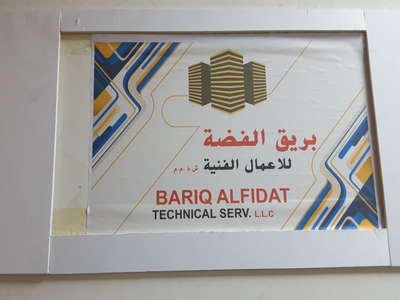 بريق الفضة
للاعمال الفنية ش.ذ.م.م
BARIQ ALFIDAT
TECHNICAL SERV. L.L.C